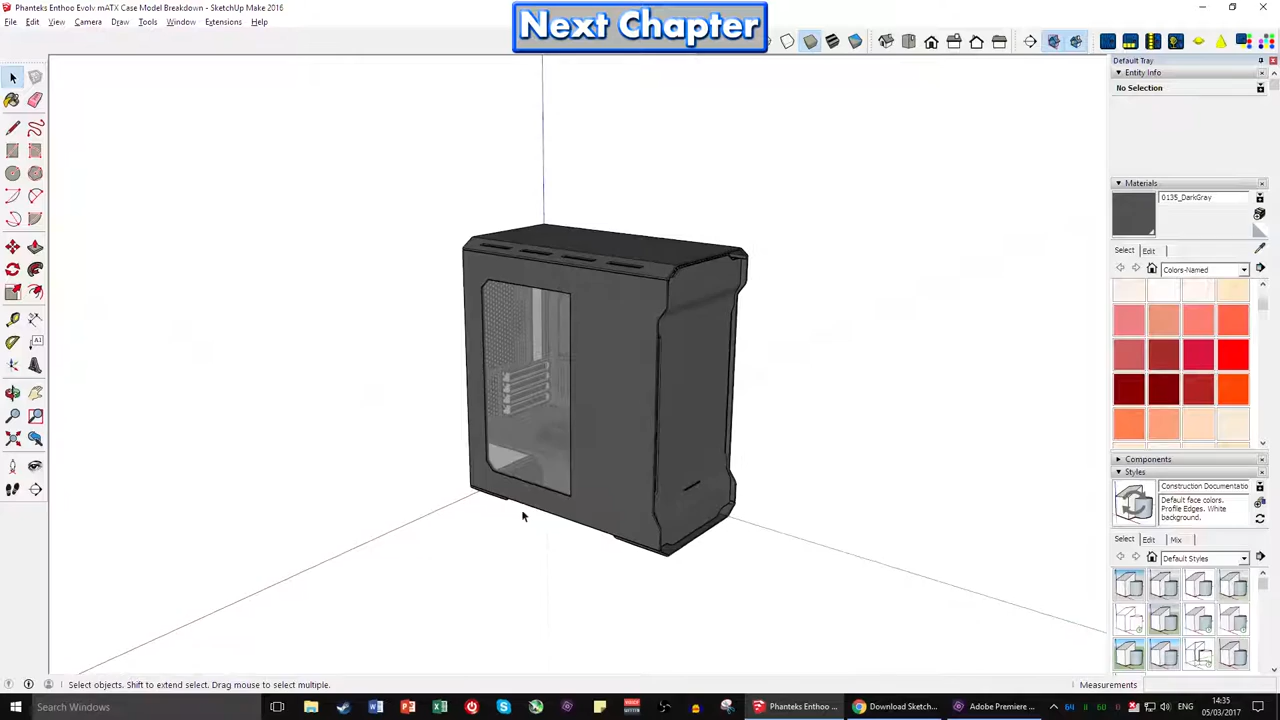 Phanteks Enthoo Evolv mATX Case Model Breakdown - SketchUp Make 2016
File Edit View Camera Draw Tools Window Extensions Help
Next Chapter
Default Tray
Entity Info
No Selection
Materials
0135_DarkGray
Select Edit
Colors-Named
Components
Styles
Construction Documentatio
Default face colors.
Profile Edges. White
background.
Select Edit Mix
Default Styles
Select objects. Shift to extend select. Drag mouse to select multiple.
Measurements
Search Windows
Phanteks Enthoo ...
Download Sketch...
Adobe Premiere ...
ENG
14:35
05/03/2017